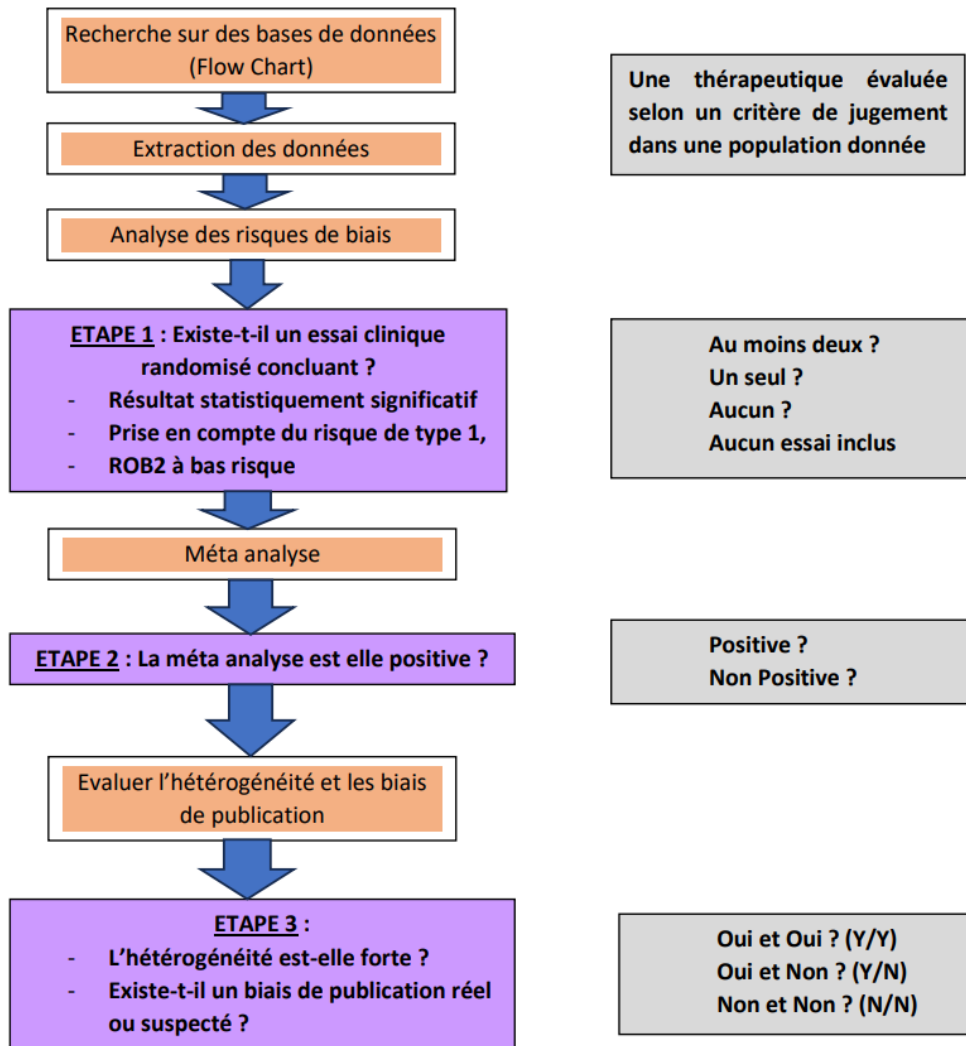 Recherche sur des bases de données
(Flow Chart)
Une thérapeutique évaluée
selon un critère de jugement
dans une population donnée
Extraction des données
Analyse des risques de biais
ETAPE 1 : Existe-t-il un essai clinique
randomisé concluant ?
- Résultat statistiquement significatif
- Prise en compte du risque de type 1,
- ROB2 à bas risque
Au moins deux ?
Un seul ?
Aucun ?
Aucun essai inclus
Méta analyse
ETAPE 2 : La méta analyse est elle positive ?
Positive ?
Non Positive ?
Evaluer l’hétérogénéité et les biais
de publication
ETAPE 3 :
- L’hétérogénéité est-elle forte ?
- Existe-t-il un biais de publication réel
ou suspecté ?
Oui et Oui ? (Y/Y)
Oui et Non ? (Y/N)
Non et Non ? (N/N)